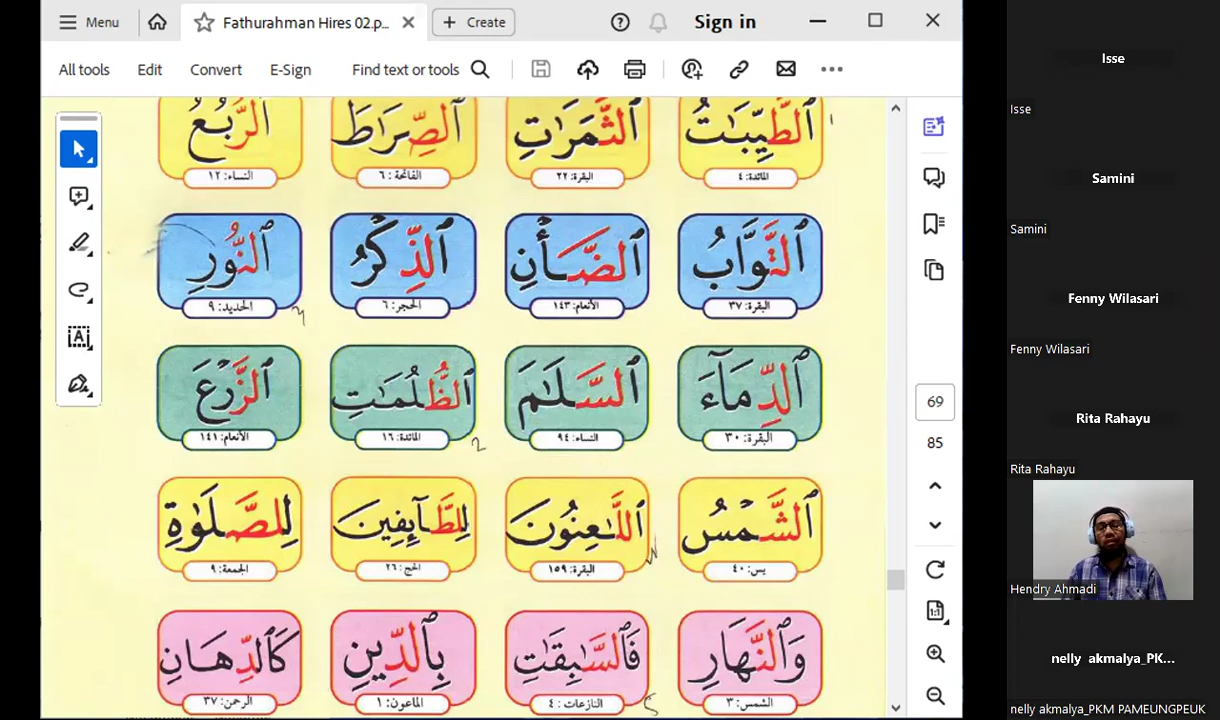 Menu
Fathurahman Hires 02.p...
Create
Sign in
All tools
Edit
Convert
E-Sign
Find text or tools
ٱلطَّيِّبَـٰتُ ٱلثَّمَرَٰتِ ٱلصِّرَٰطَ ٱلرُّبُعُ
المائدة: ٤ البقرة: ٢٢ الفاتحة: ٦ النساء: ١٢
ٱلتَّوَّابُ ٱلضَّأْنِ ٱلذِّكْرُ ٱلنُّورِ
البقرة: ٣٧ الأنعام: ١٤٣ الحجر: ٦ الحديد: ٩
ٱلدِّمَآءَ ٱلسَّلَـٰمَ ٱلظُّلُمَـٰتِ ٱلزَّرْعَ
البقرة: ٣٠ النساء: ٩٤ المائدة: ١٦ الأنعام: ١٤١
ٱلشَّمْسُ ٱللَّـٰعِنُونَ لِلطَّآئِفِينَ لِلصَّلَوٰةِ
يس: ٤٠ البقرة: ١٥٩ الحج: ٢٦ الجمعة: ٩
وَٱلنَّهَارِ فَٱلسَّـٰبِقَـٰتِ بِٱلدِّينِ كَٱلدِّهَانِ
الشمس: ٣ النازعات: ٤ الماعون: ١ الرحمن: ٣٧
69
85
1:1
Isse
Isse
Samini
Samini
Fenny Wilasari
Fenny Wilasari
Rita Rahayu
Rita Rahayu
Hendry Ahmadi
nelly akmalya_PK...
nelly akmalya_PKM PAMEUNGPEUK